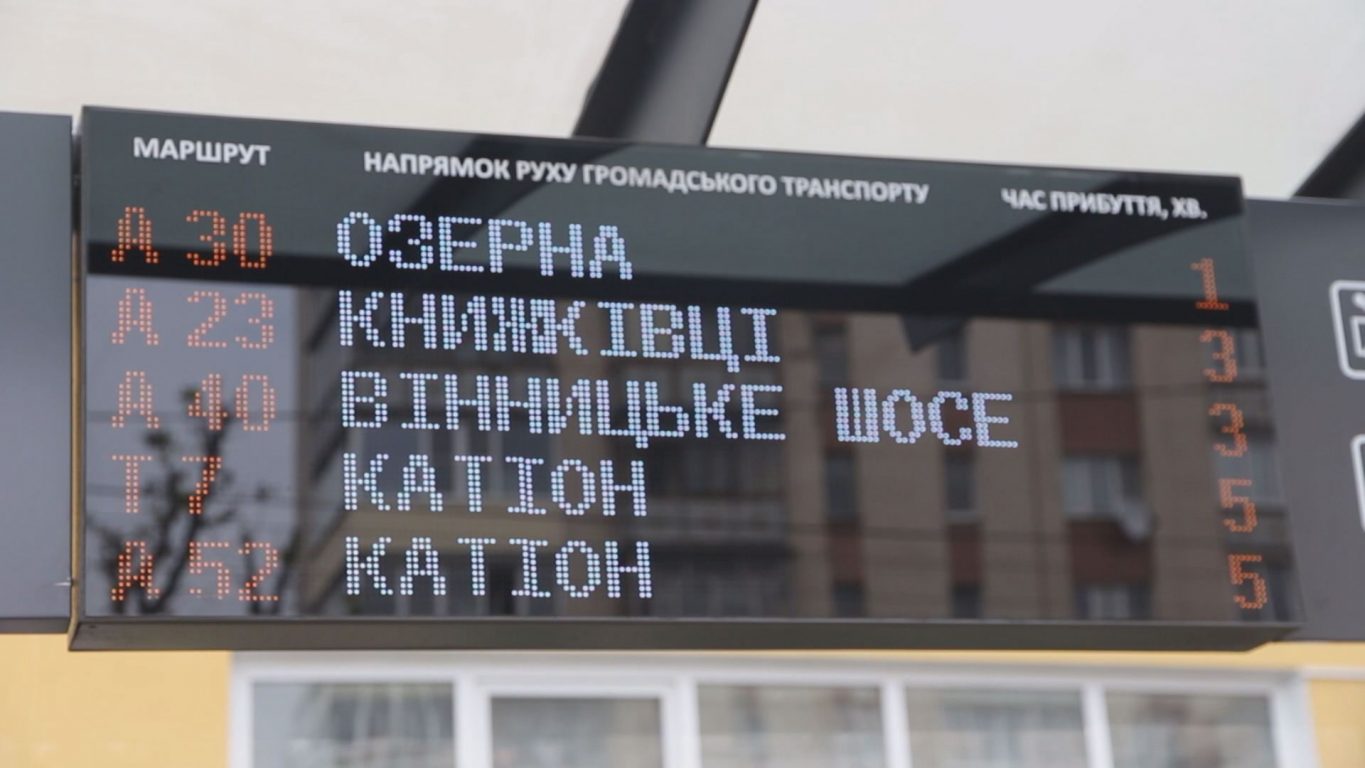 МАРШРУТ НАПРЯМОК РУХУ ГРОМАДСЬКОГО ТРАНСПОРТУ ЧАС ПРИБУТТЯ, ХВ.
А 30 ОЗЕРНА 1
А 23 КНИЖКІВЦІ 3
А 40 ВІННИЦЬКЕ ШОСЕ 3
Т 7 КАТІОН 5
А 52 КАТІОН 5